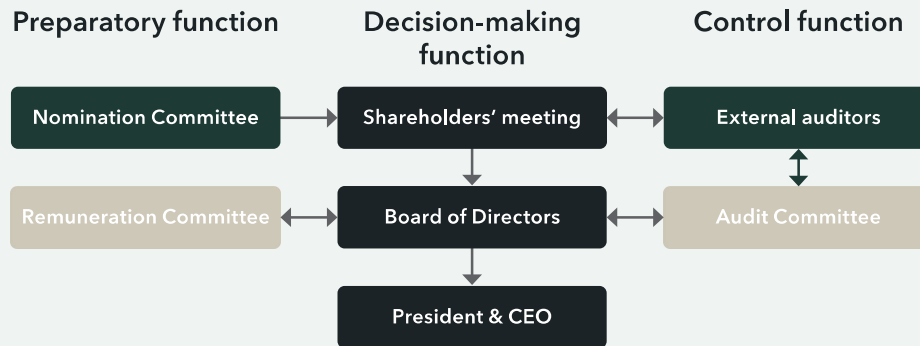 Preparatory function
Decision-making
function
Control function
Nomination Committee
Shareholders’ meeting
External auditors
Remuneration Committee
Board of Directors
Audit Committee
President & CEO